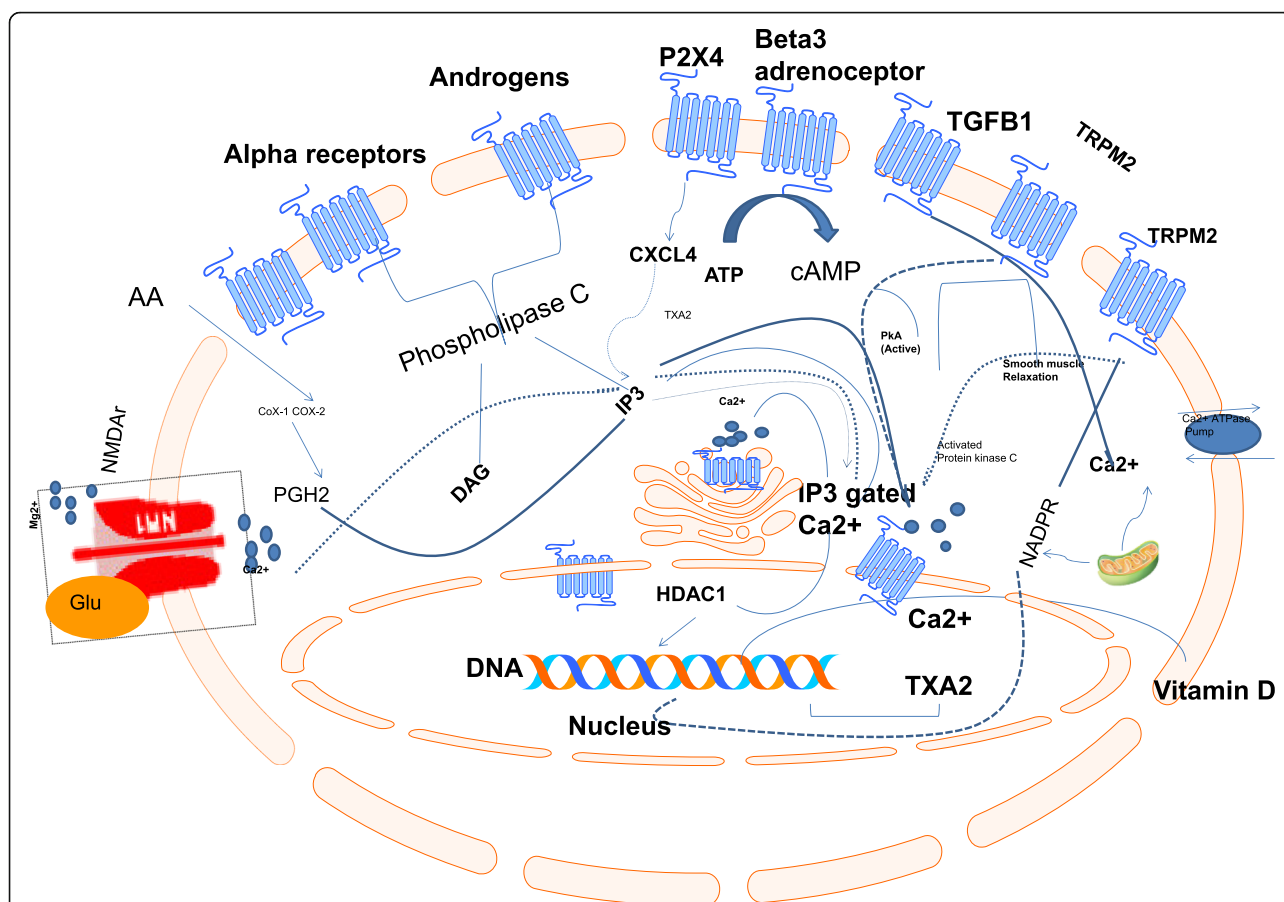 Beta3
adrenoceptor
P2X4
Androgens
TGFB1
TRPM2
Alpha receptors
TRPM2
CXCL4
ATP
cAMP
AA
Phospholipase C
TXA2
PkA
(Active)
Smooth muscle
Relaxation
IP3
Ca2+
CoX-1 COX-2
Ca2+ ATPase
Pump
NMDAr
Activated
Protein kinase C
Ca2+
DAG
PGH2
IP3 gated
Ca2+
Mg2+
NADPR
Ca2+
Glu
HDAC1
Ca2+
DNA
TXA2
Vitamin D
Nucleus